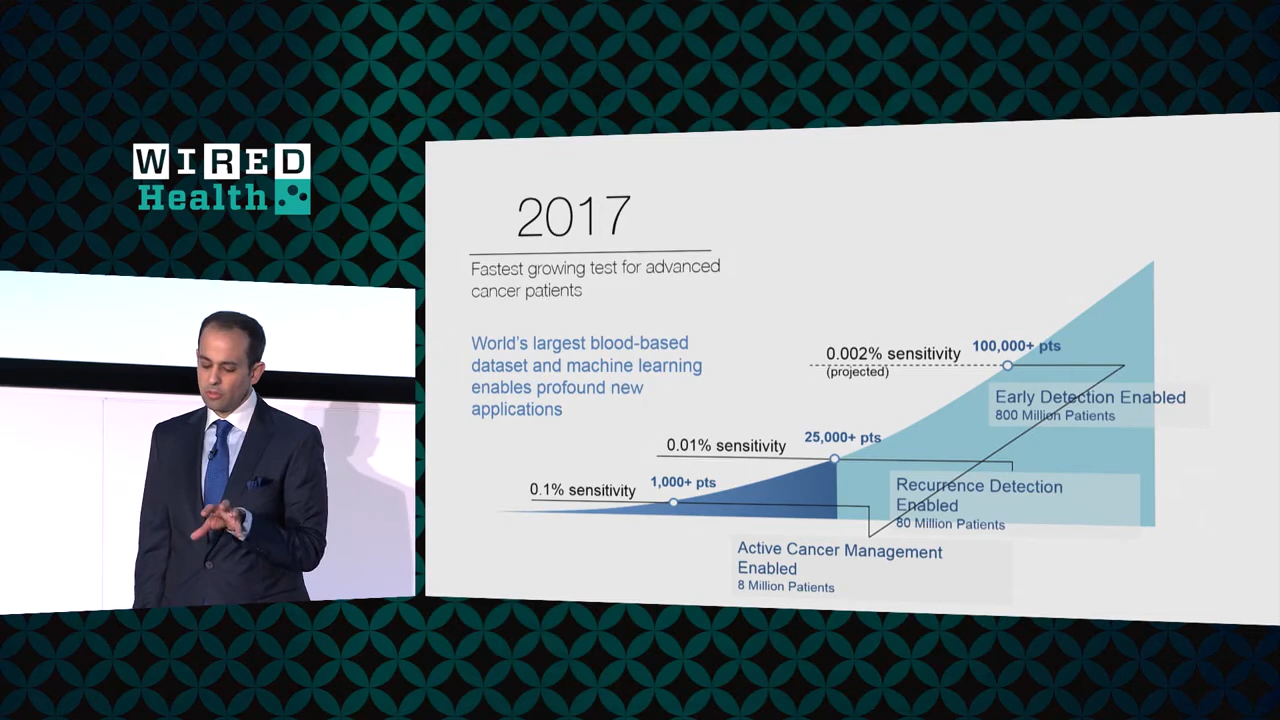 WIRED
Health
2017
Fastest growing test for advanced
cancer patients
World's largest blood-based
dataset and machine learning
enables profound new
applications
0.002% sensitivity
(projected)
100,000+ pts
Early Detection Enabled
800 Million Patients
0.01% sensitivity
25,000+ pts
Recurrence Detection
Enabled
80 Million Patients
0.1% sensitivity
1,000+ pts
Active Cancer Management
Enabled
8 Million Patients